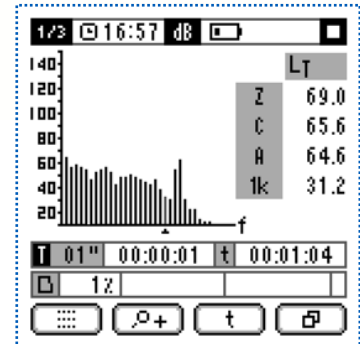 1/3 16:57 dB
140 LT
120 Z 69.0
100 C 65.6
80 A 64.6
60 1k 31.2
40
20 f
T 01" 00:00:01 t 00:01:04
1%
+ t